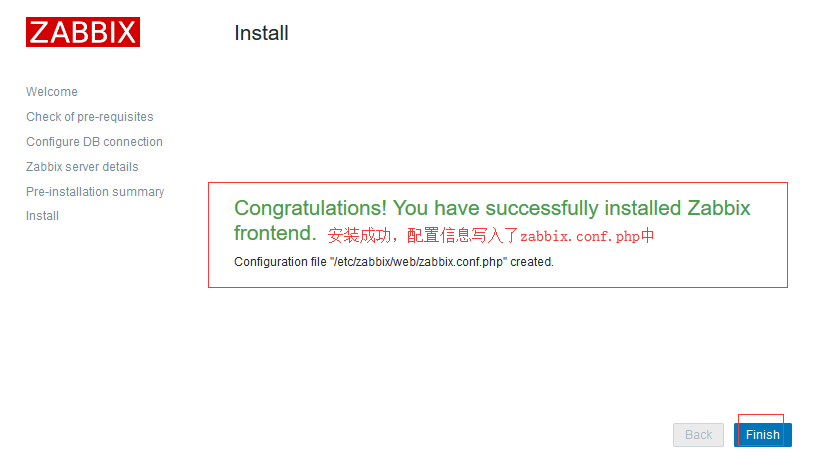 ZABBIX
Install
Welcome
Check of pre-requisites
Configure DB connection
Zabbix server details
Pre-installation summary
Install
Congratulations! You have successfully installed Zabbix
frontend. 安装成功，配置信息写入了zabbix.conf.php中
Configuration file "/etc/zabbix/web/zabbix.conf.php" created.
Back Finish